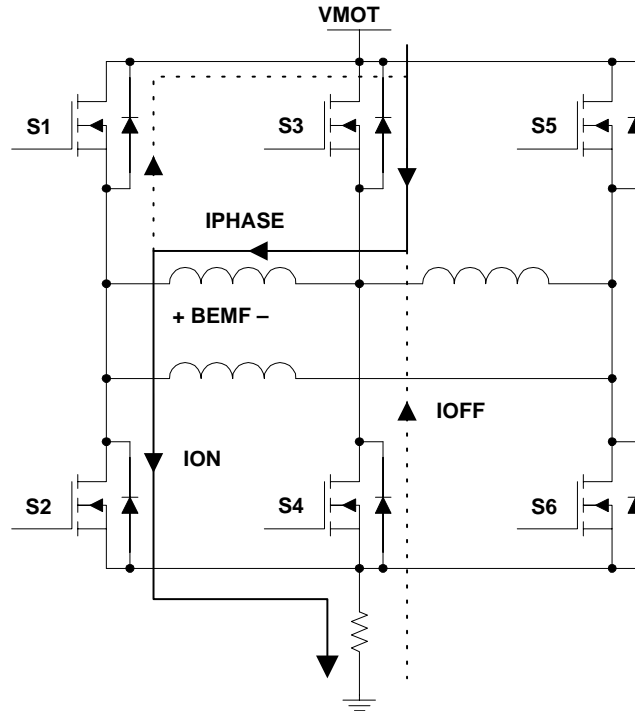 VMOT
S1
S3
S5
IPHASE
+ BEMF –
IOFF
ION
S2
S4
S6